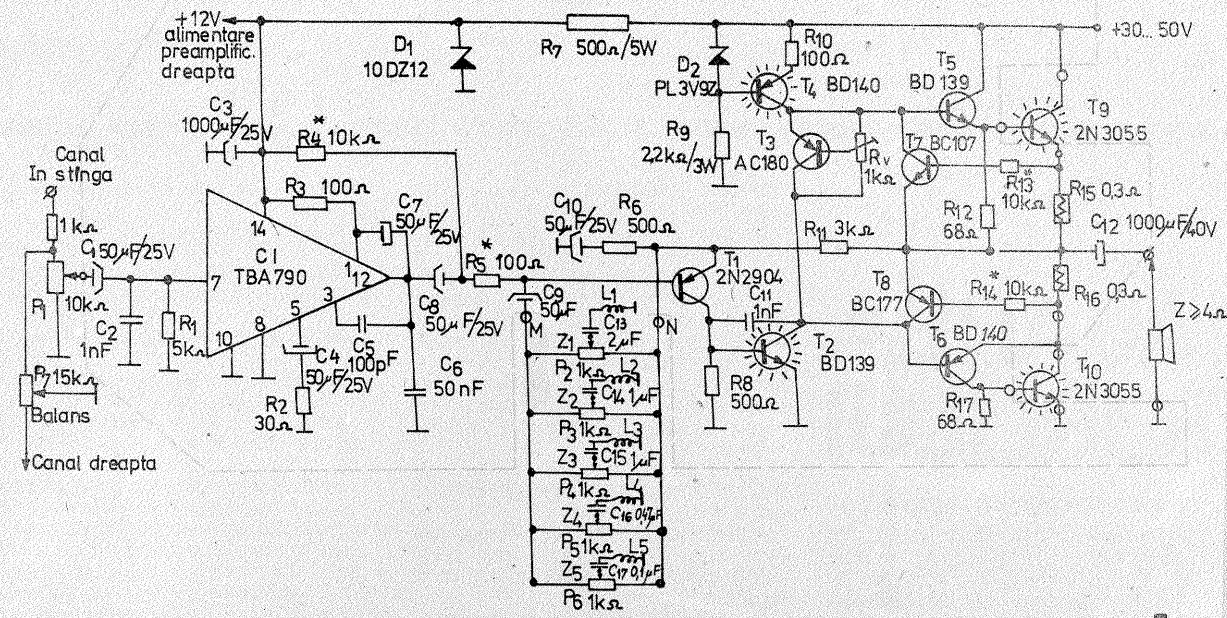 +12V
alimentare
preamplific.
dreapta
D1
10DZ12
R7 500Ω/5W
D2
PL3V9Z
R10
100Ω
T4 BD140
T5
BD139
+30...50V
T9
2N3055
C3
1000μF/25V
*
R4 10kΩ
R9
2,2kΩ/3W
T3
AC180
Rv
1kΩ
T7 BC107
R13*
10kΩ
R15 0,3Ω
Canal
In stînga
1kΩ
R3 100Ω
C7
50μF/25V
14
C1 50μF/25V
CI
TBA790
1 12
7
3
5
8
10
P1
10kΩ
C2
1nF
R1
5kΩ
C8
50μF/25V
*
R5 100Ω
C10
50μF/25V
R6
500Ω
R11 3kΩ
R12
68Ω
C12 1000μF/40V
T1
2N2904
C9
50μF
M
N
L1
C13
2μF
Z1
P2 1kΩ
L2
C14 1μF
Z2
P3 1kΩ
L3
C15 1μF
Z3
P4 1kΩ
L4
C16 0,47μF
Z4
P5 1kΩ
L5
C17 0,1μF
Z5
P6 1kΩ
C11
1nF
T2
BD139
R8
500Ω
T8
BC177
*
R14 10kΩ
R16 0,3Ω
Z⩾4Ω
T6 BD140
T10
2N3055
R17
68Ω
C4
50μF/25V
C5
100pF
C6
50nF
R2
30Ω
P7 15kΩ
Balans
Canal dreapta